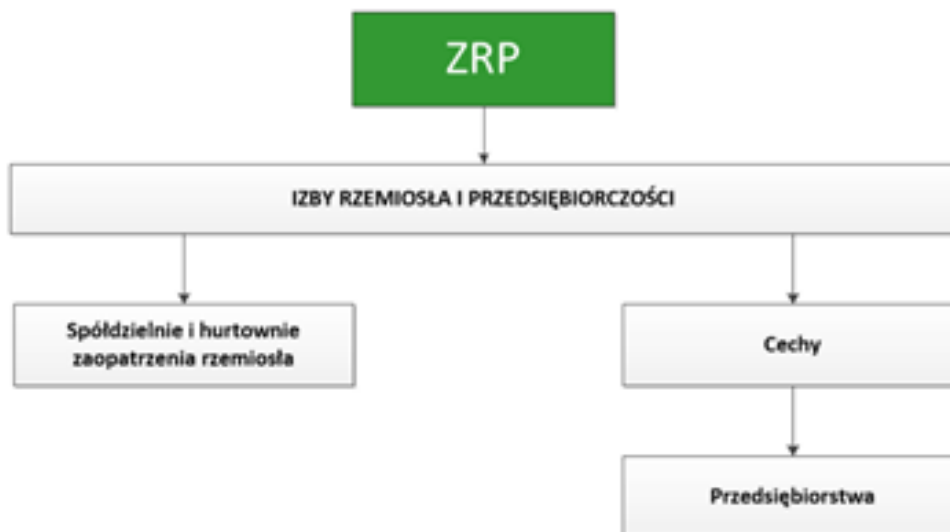 ZRP
IZBY RZEMIOSŁA I PRZEDSIĘBIORCZOŚCI
Spółdzielnie i hurtownie
zaopatrzenia rzemiosła
Cechy
Przedsiębiorstwa